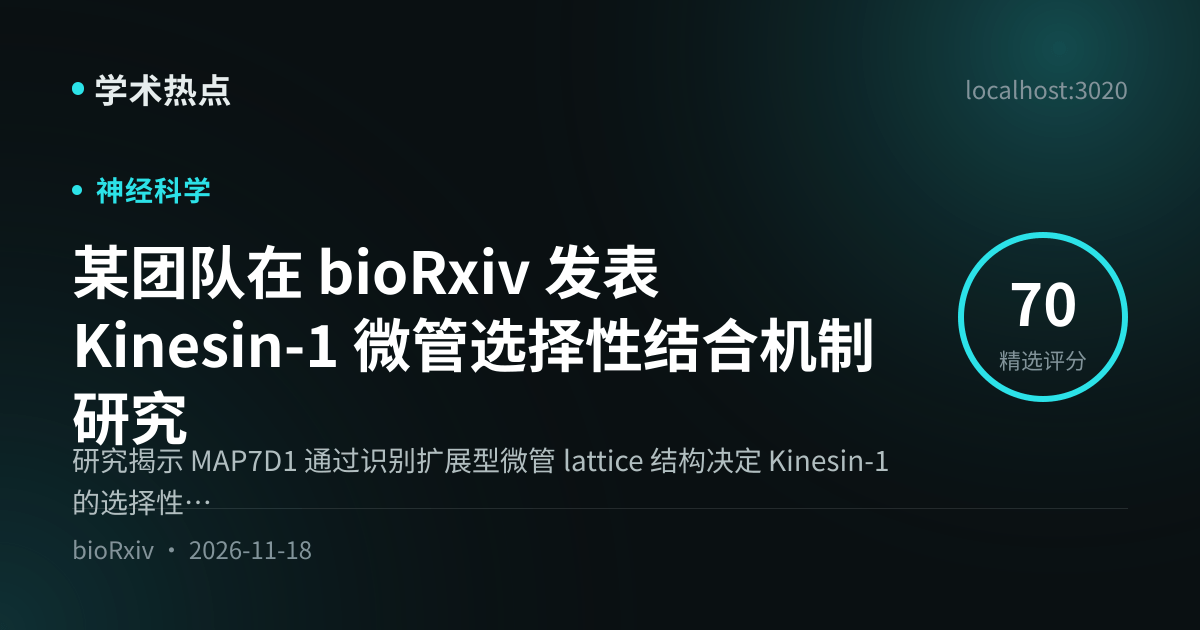 学术热点
localhost:3020
神经科学
某团队在 bioRxiv 发表
Kinesin-1 微管选择性结合机制
研究
70
精选评分
研究揭示 MAP7D1 通过识别扩展型微管 lattice 结构决定 Kinesin-1
的选择性…
bioRxiv · 2026-11-18